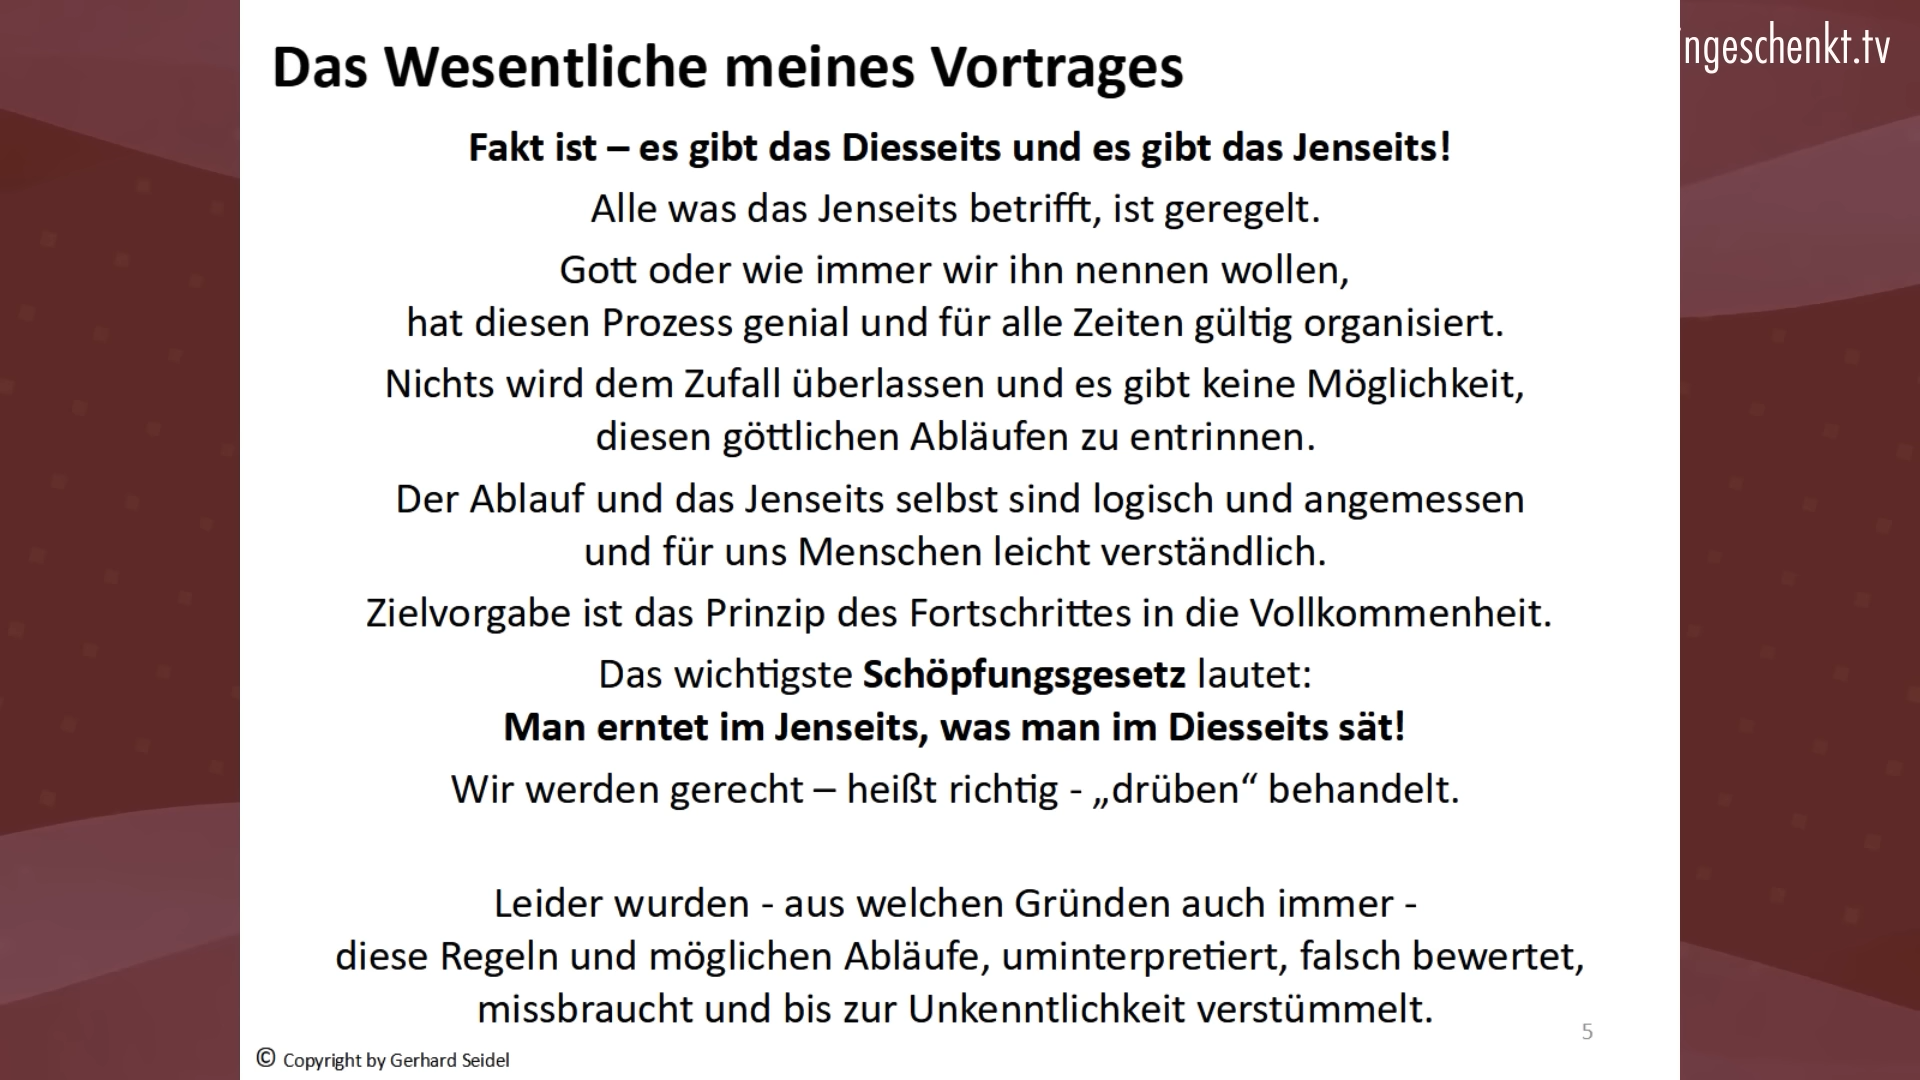 Das Wesentliche meines Vortrages
ngeschenkt.tv
Fakt ist – es gibt das Diesseits und es gibt das Jenseits!
Alle was das Jenseits betrifft, ist geregelt.
Gott oder wie immer wir ihn nennen wollen,
hat diesen Prozess genial und für alle Zeiten gültig organisiert.
Nichts wird dem Zufall überlassen und es gibt keine Möglichkeit,
diesen göttlichen Abläufen zu entrinnen.
Der Ablauf und das Jenseits selbst sind logisch und angemessen
und für uns Menschen leicht verständlich.
Zielvorgabe ist das Prinzip des Fortschrittes in die Vollkommenheit.
Das wichtigste Schöpfungsgesetz lautet:
Man erntet im Jenseits, was man im Diesseits sät!
Wir werden gerecht – heißt richtig - „drüben“ behandelt.
Leider wurden - aus welchen Gründen auch immer -
diese Regeln und möglichen Abläufe, uminterpretiert, falsch bewertet,
missbraucht und bis zur Unkenntlichkeit verstümmelt.
5
© Copyright by Gerhard Seidel